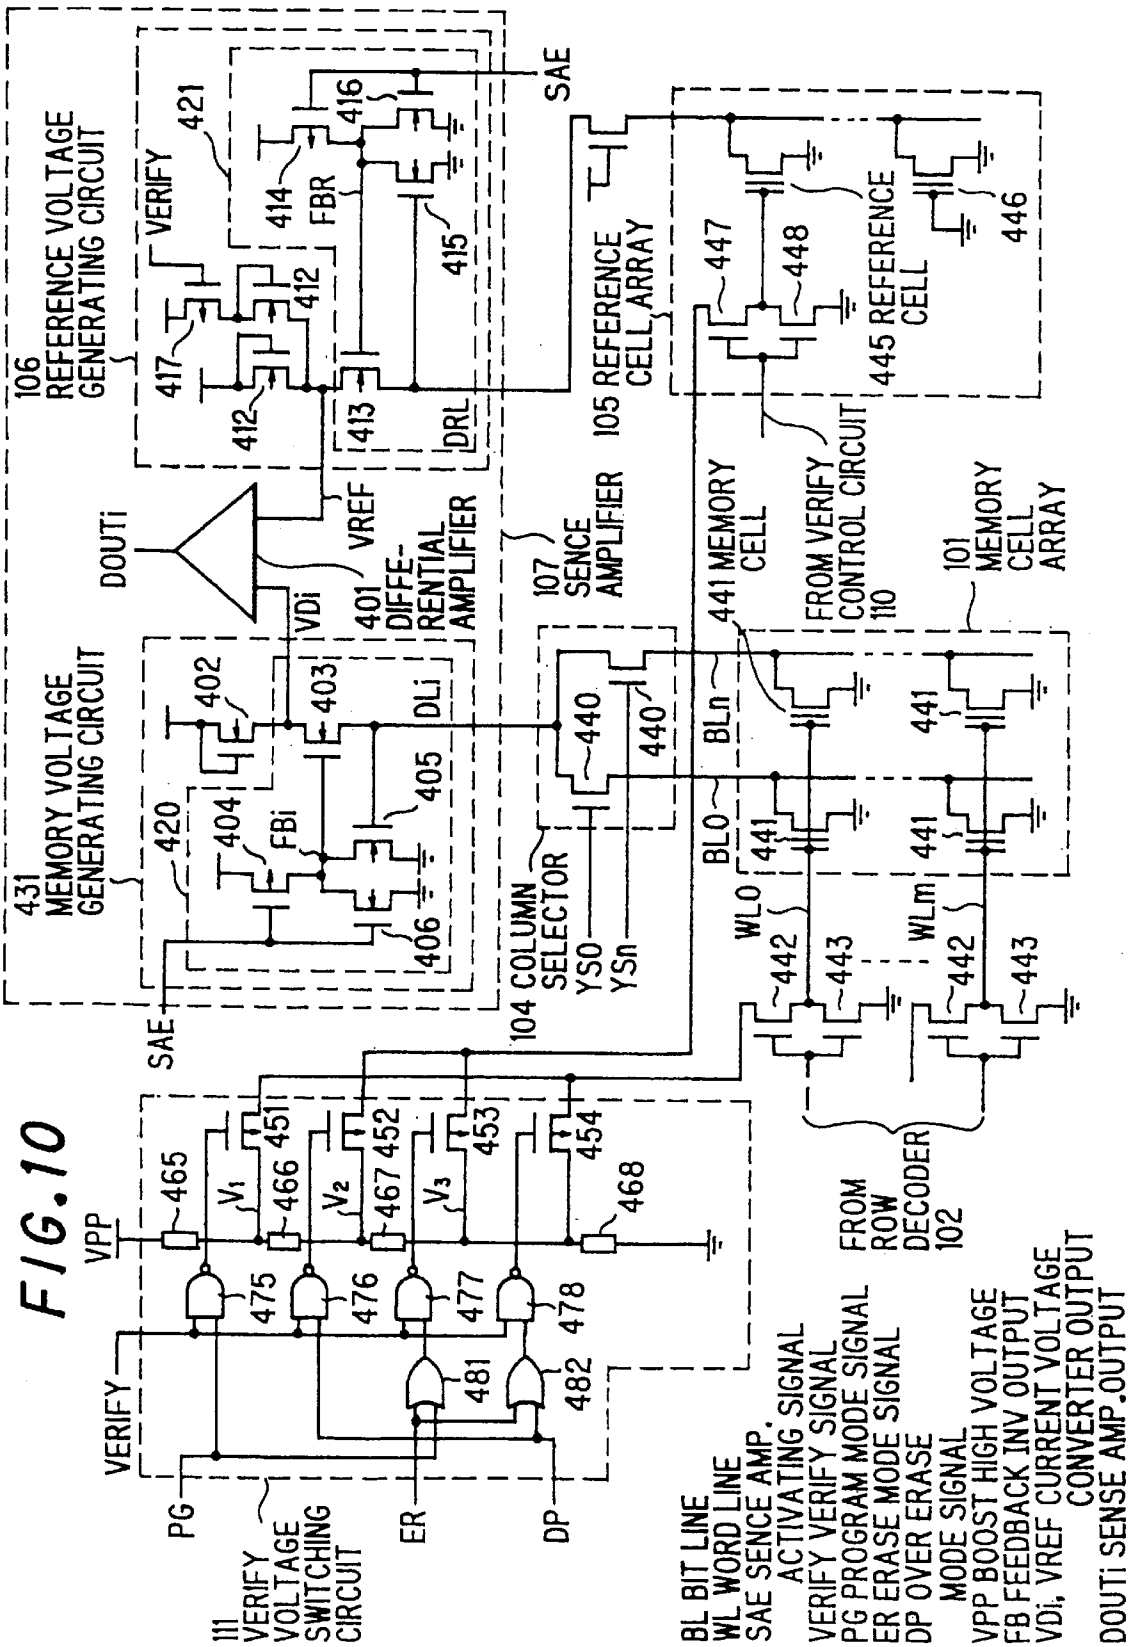 FIG. 10
106
REFERENCE VOLTAGE
GENERATING CIRCUIT
VERIFY
421
417
412
412
414
416
FBR
415
413
DRL
SAE
DOUTi
VREF
VDi
401
DIFFE-
RENTIAL
AMPLIFIER
107
SENCE
AMPLIFIER
431
MEMORY VOLTAGE
GENERATING CIRCUIT
420
402
403
404
FBi
405
406
DLi
SAE
105 REFERENCE
CELL ARRAY
447
448
445 REFERENCE
CELL
446
FROM VERIFY
CONTROL CIRCUIT
110
104 COLUMN
SELECTOR
440
440
YS0
YSn
BL0
BLn
441 MEMORY
CELL
441
441
441
101
MEMORY
CELL
ARRAY
WL0
WLm
442
443
442
443
FROM
ROW
DECODER
102
VPP
465
451
V1
466
452
V2
467
453
V3
454
468
475
476
477
478
481
482
VERIFY
PG
ER
DP
111
VERIFY
VOLTAGE
SWITCHING
CIRCUIT
BL BIT LINE
WL WORD LINE
SAE SENCE AMP.
ACTIVATING SIGNAL
VERIFY VERIFY SIGNAL
PG PROGRAM MODE SIGNAL
ER ERASE MODE SIGNAL
DP OVER ERASE
MODE SIGNAL
VPP BOOST HIGH VOLTAGE
FB FEEDBACK INV OUTPUT
VDi, VREF CURRENT VOLTAGE
CONVERTER OUTPUT
DOUTi SENSE AMP. OUTPUT